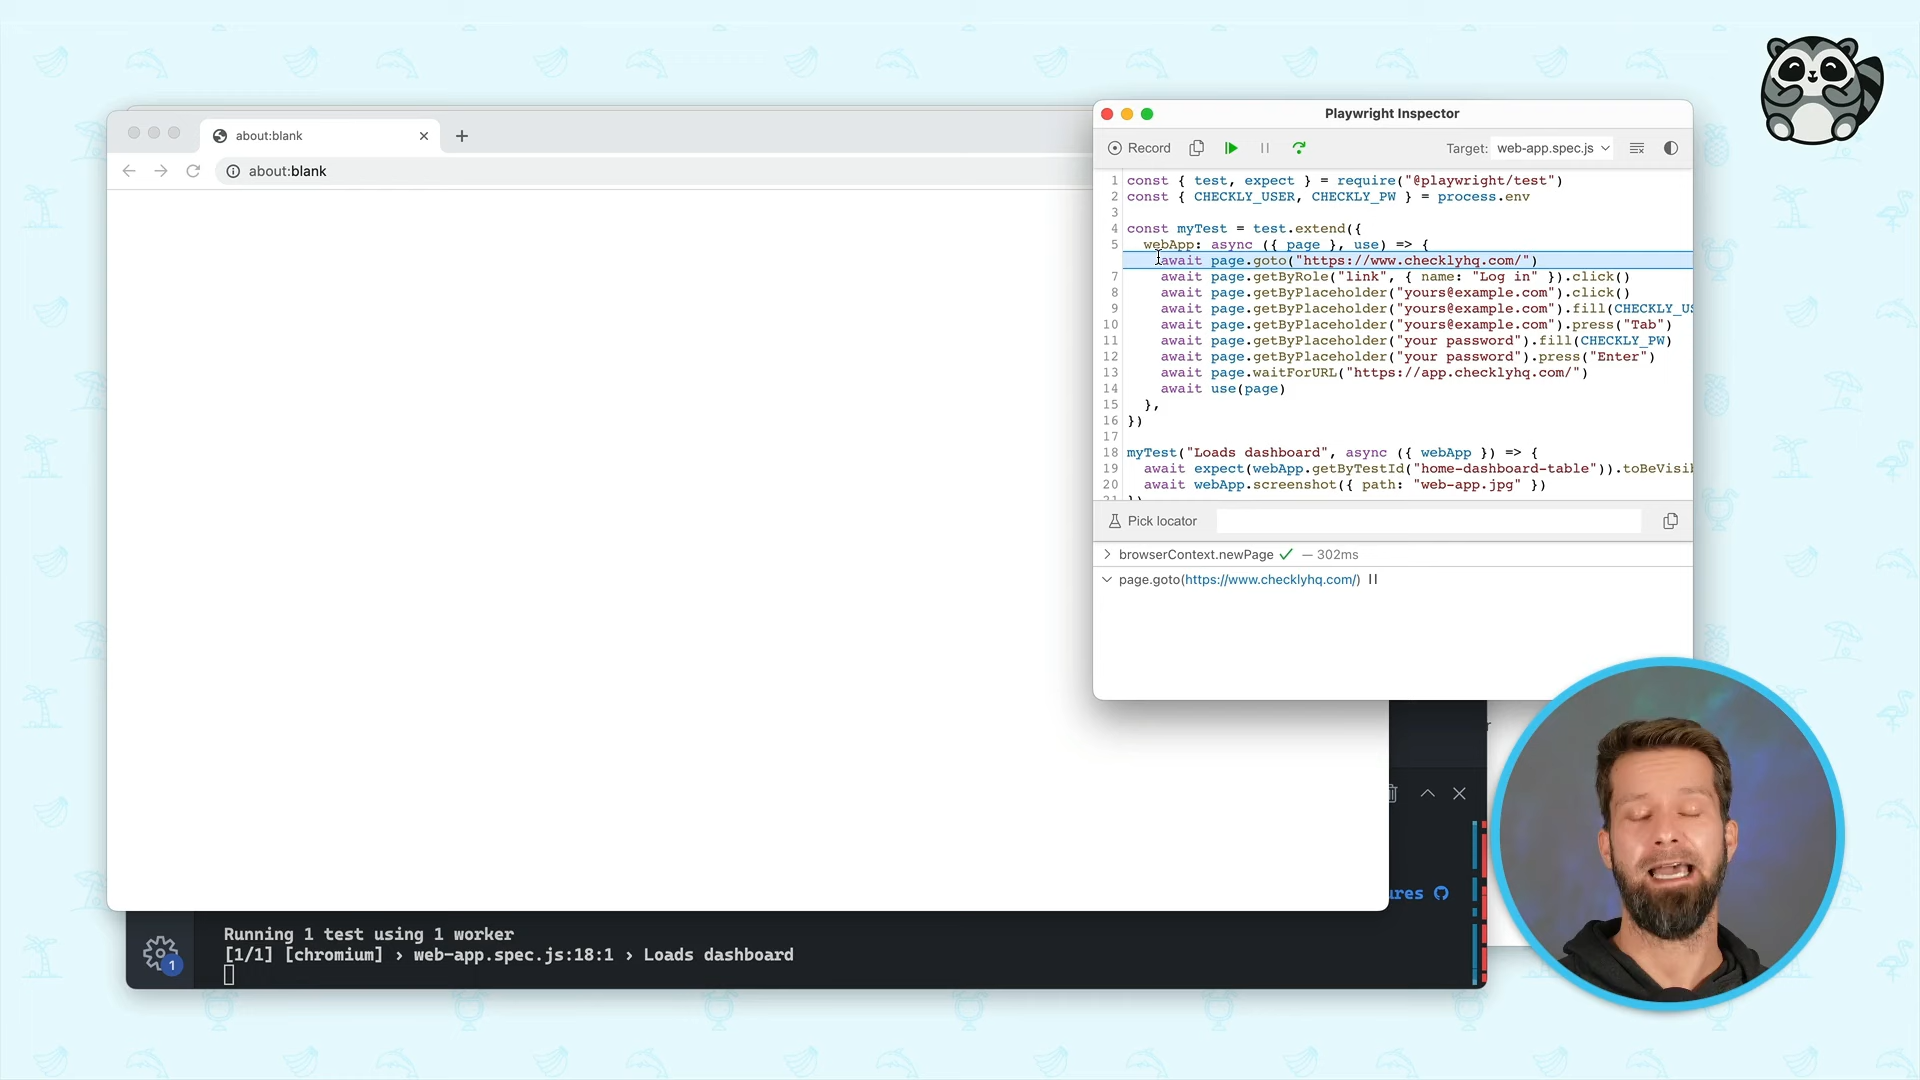 about:blank
about:blank
Playwright Inspector
Record
Target: web-app.spec.js
1 const { test, expect } = require("@playwright/test")
2 const { CHECKLY_USER, CHECKLY_PW } = process.env
3
4 const myTest = test.extend({
5 webApp: async ({ page }, use) => {
await page.goto("https://www.checklyhq.com/")
7 await page.getByRole("link", { name: "Log in" }).click()
8 await page.getByPlaceholder("yours@example.com").click()
9 await page.getByPlaceholder("yours@example.com").fill(CHECKLY_US
10 await page.getByPlaceholder("yours@example.com").press("Tab")
11 await page.getByPlaceholder("your password").fill(CHECKLY_PW)
12 await page.getByPlaceholder("your password").press("Enter")
13 await page.waitForURL("https://app.checklyhq.com/")
14 await use(page)
15 },
16 })
17
18 myTest("Loads dashboard", async ({ webApp }) => {
19 await expect(webApp.getByTestId("home-dashboard-table")).toBeVisi
20 await webApp.screenshot({ path: "web-app.jpg" })
Pick locator
browserContext.newPage ✓ — 302ms
page.goto(https://www.checklyhq.com/)
ures
Running 1 test using 1 worker
[1/1] [chromium] › web-app.spec.js:18:1 › Loads dashboard
1